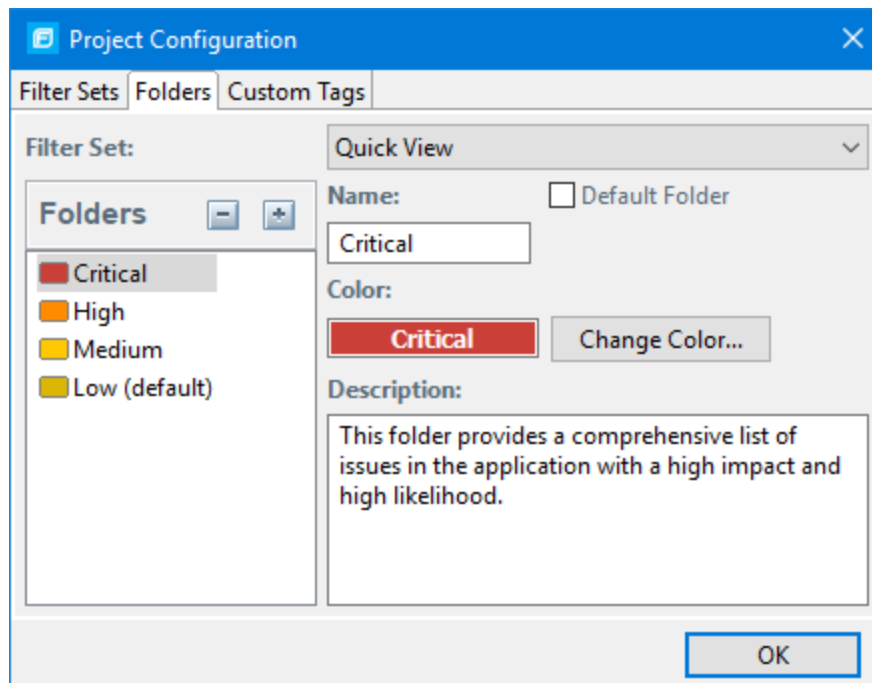 Project Configuration
Filter Sets Folders Custom Tags
Filter Set: Quick View
Folders
Critical
High
Medium
Low (default)
Name: Default Folder
Critical
Color:
Critical Change Color...
Description:
This folder provides a comprehensive list of
issues in the application with a high impact and
high likelihood.
OK